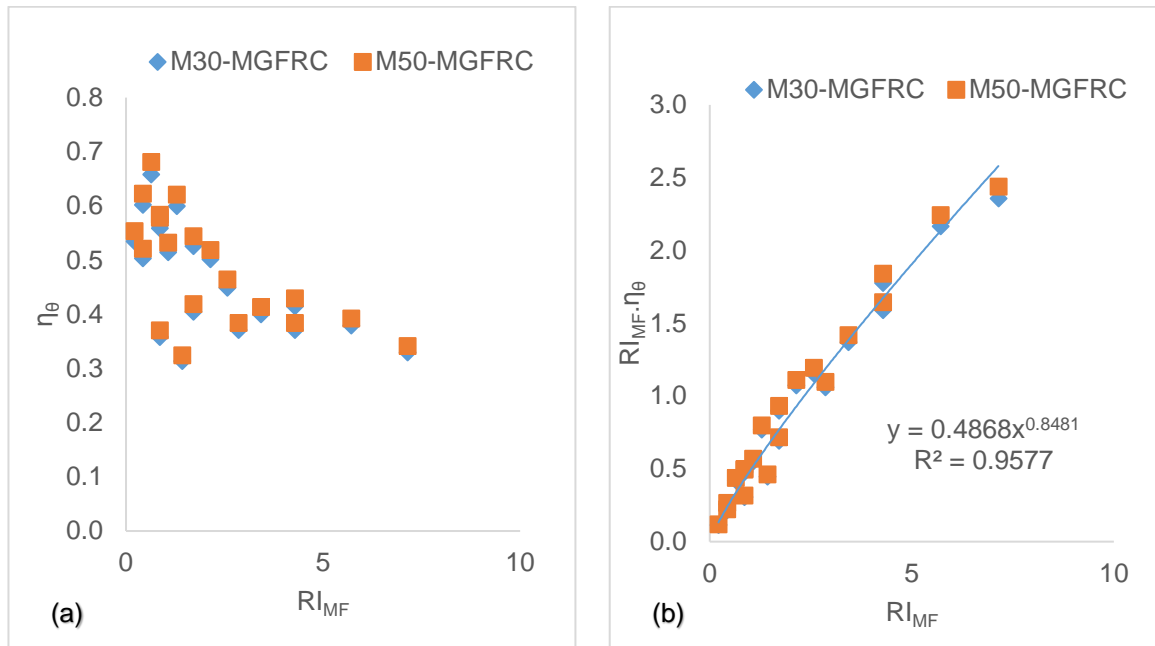 M30-MGFRC M50-MGFRC
0.8
0.7
0.6
0.5
0.4
0.3
0.2
0.1
0.0
ηθ
0 5 10
RIMF
(a)
M30-MGFRC M50-MGFRC
3.0
2.5
2.0
1.5
1.0
0.5
0.0
RIMF.ηθ
y = 0.4868x^0.8481
R² = 0.9577
0 5 10
RIMF
(b)